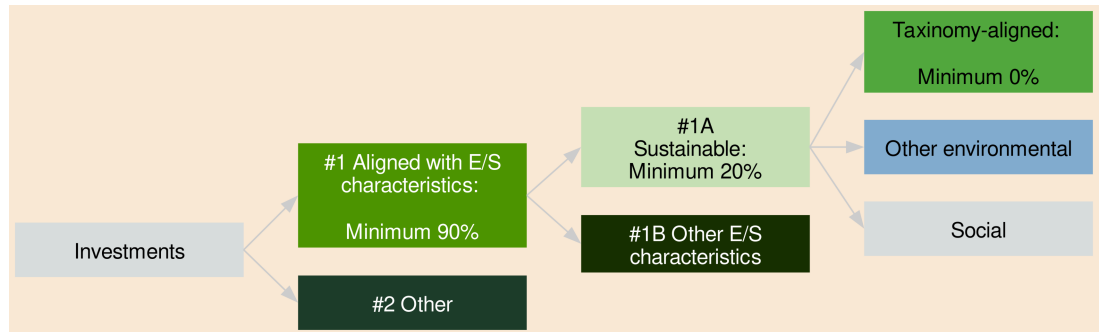 Investments
#1 Aligned with E/S
characteristics:
Minimum 90%
#2 Other
#1A
Sustainable:
Minimum 20%
#1B Other E/S
characteristics
Taxinomy-aligned:
Minimum 0%
Other environmental
Social